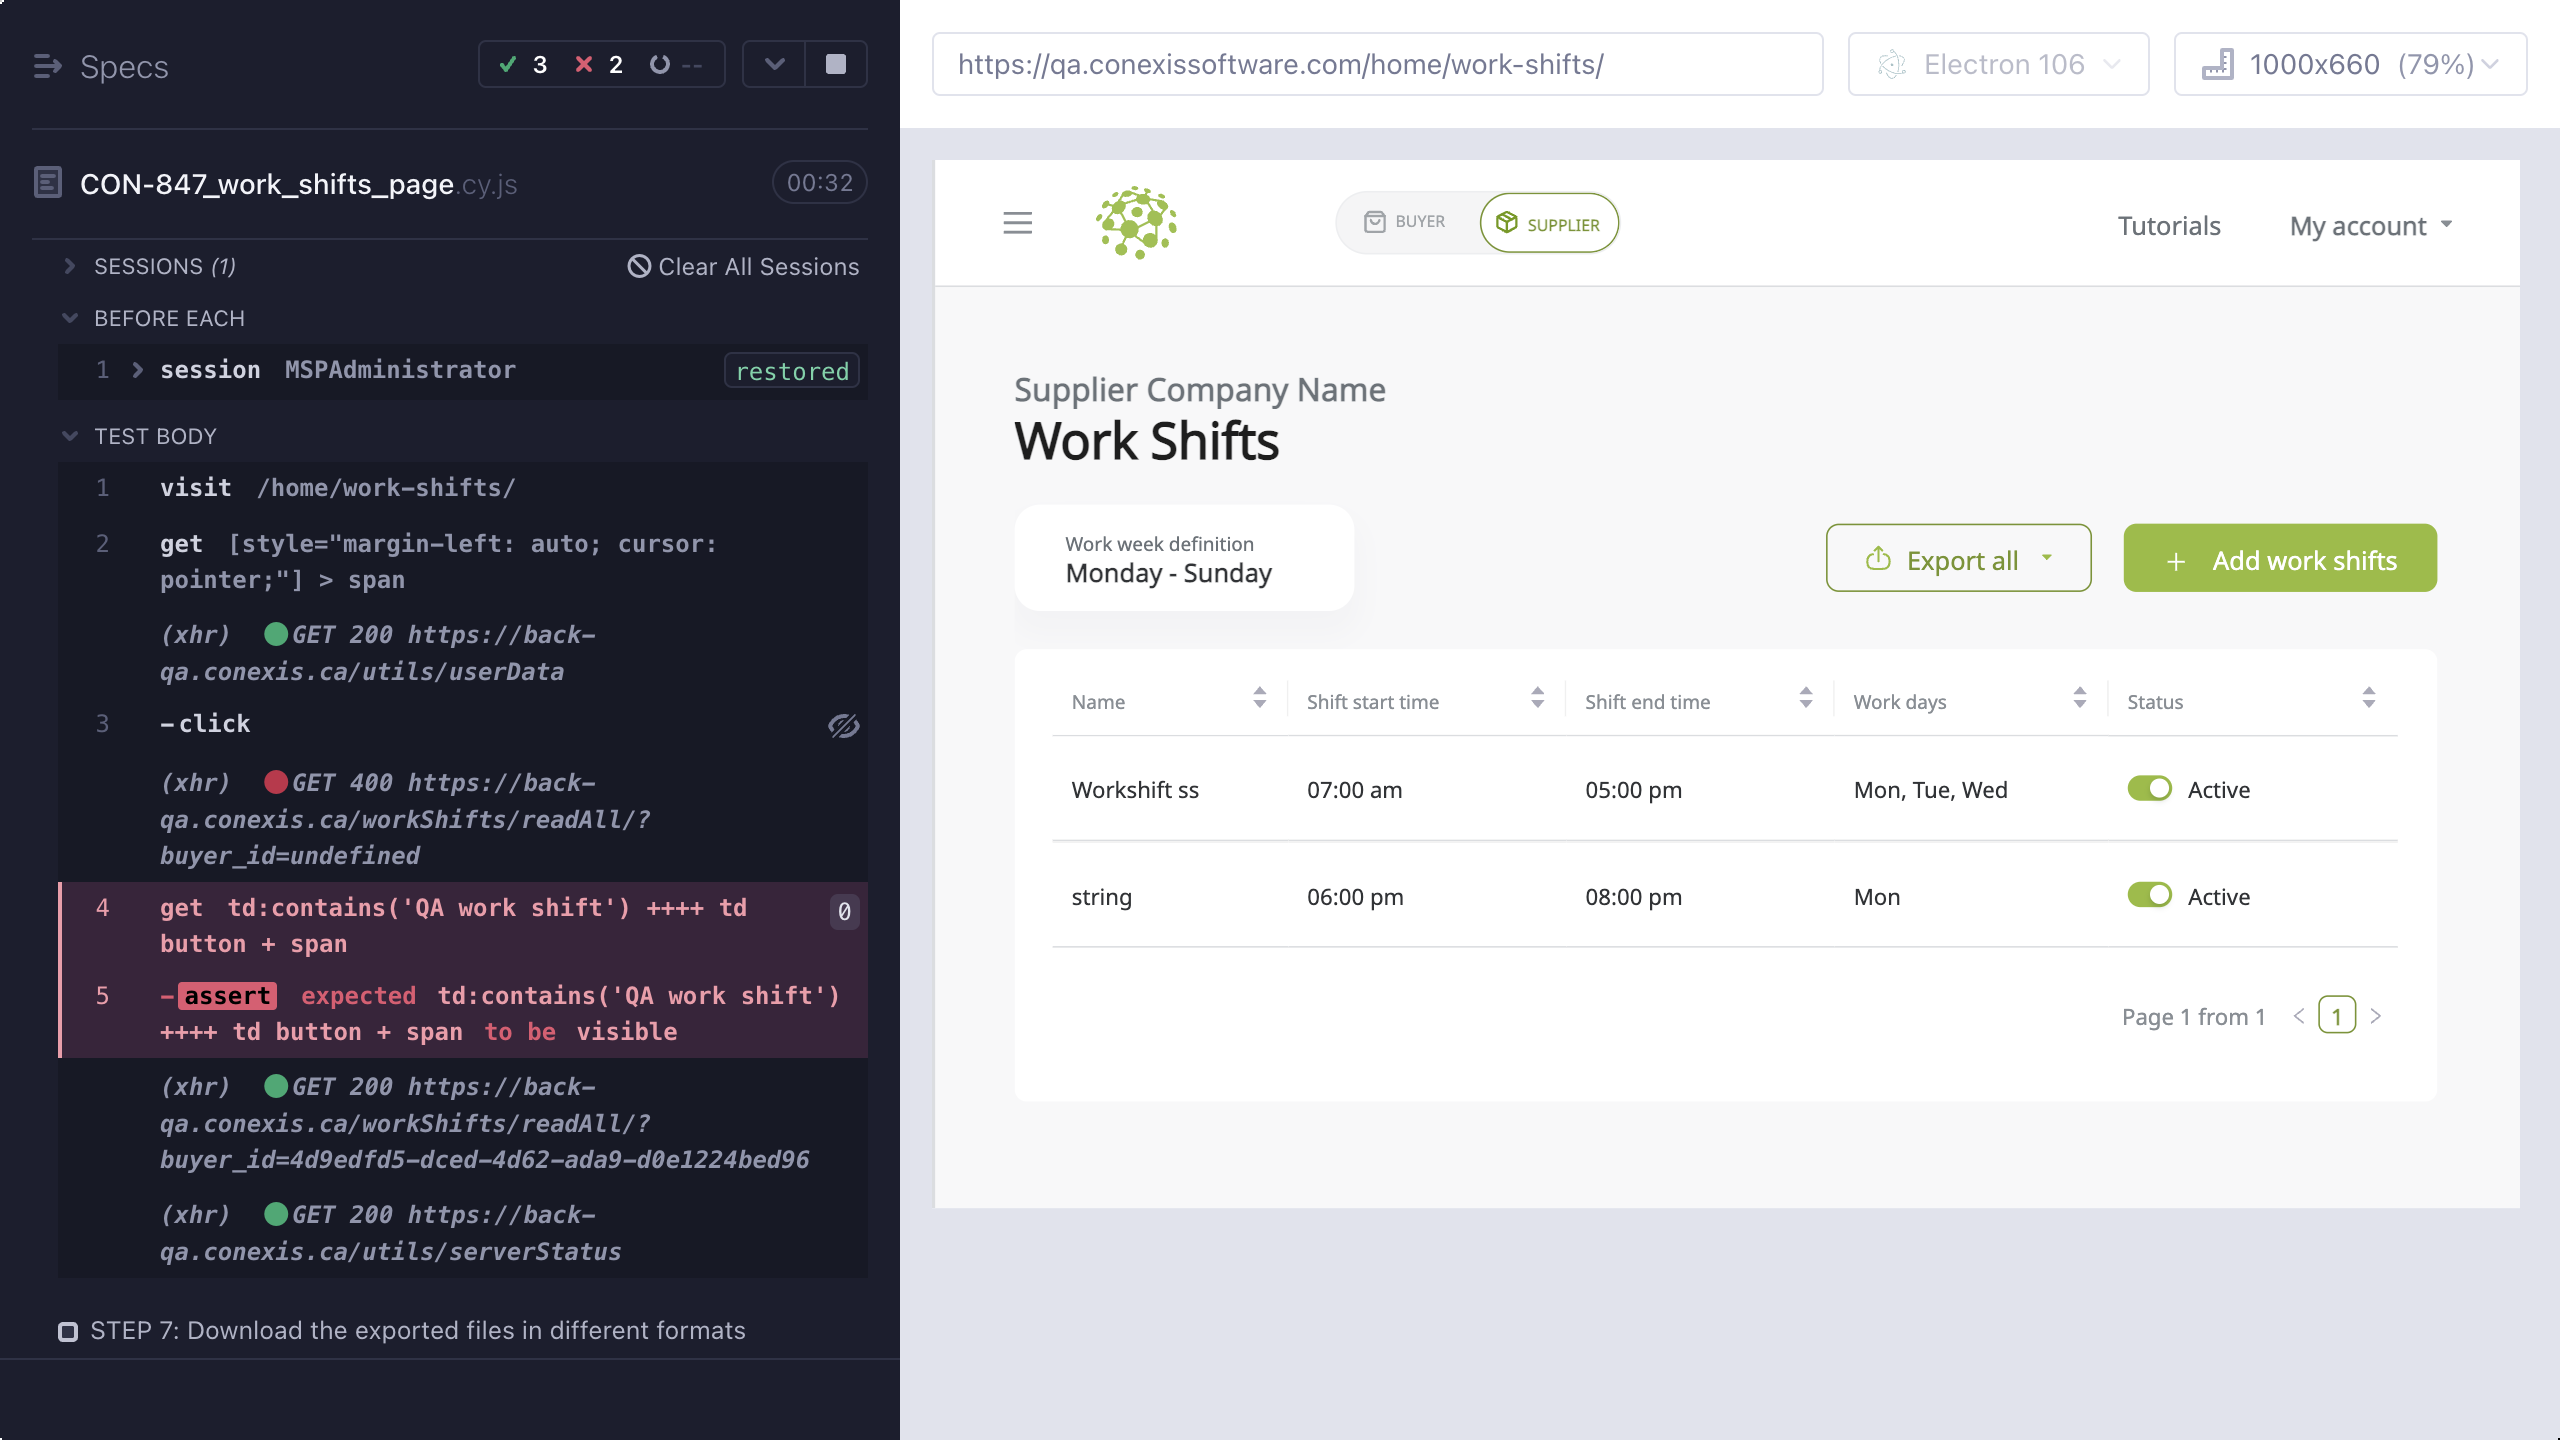 Specs
3 2 --
CON-847_work_shifts_page.cy.js
00:32
SESSIONS (1)
Clear All Sessions
BEFORE EACH
1 session MSPAdministrator restored
TEST BODY
1 visit /home/work-shifts/
2 get [style="margin-left: auto; cursor:
pointer;"] > span
(xhr) GET 200 https://back-
qa.conexis.ca/utils/userData
3 -click
(xhr) GET 400 https://back-
qa.conexis.ca/workShifts/readAll/?
buyer_id=undefined
4 get td:contains('QA work shift') ++++ td 0
button + span
5 -assert expected td:contains('QA work shift')
++++ td button + span to be visible
(xhr) GET 200 https://back-
qa.conexis.ca/workShifts/readAll/?
buyer_id=4d9edfd5-dced-4d62-ada9-d0e1224bed96
(xhr) GET 200 https://back-
qa.conexis.ca/utils/serverStatus
STEP 7: Download the exported files in different formats
https://qa.conexissoftware.com/home/work-shifts/
Electron 106
1000x660 (79%)
BUYER
SUPPLIER
Tutorials
My account
Supplier Company Name
Work Shifts
Work week definition
Monday - Sunday
Export all
+ Add work shifts
Name Shift start time Shift end time Work days Status
Workshift ss 07:00 am 05:00 pm Mon, Tue, Wed Active
string 06:00 pm 08:00 pm Mon Active
Page 1 from 1 < 1 >